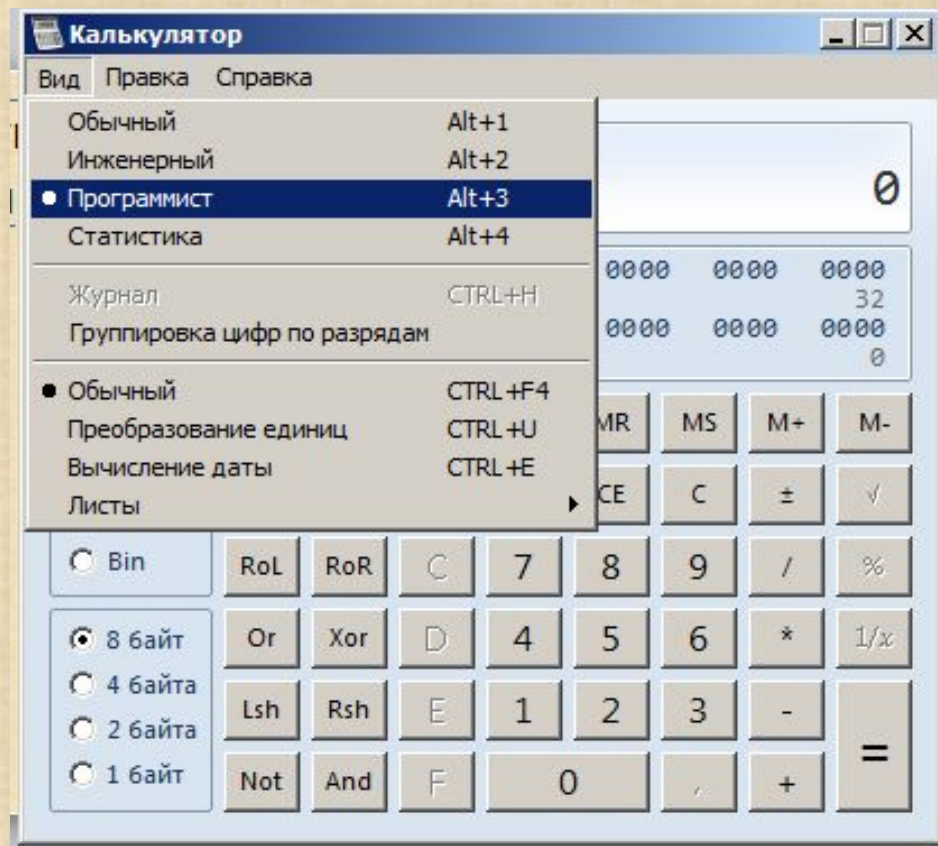 Калькулятор
Вид Правка Справка
Обычный Alt+1
Инженерный Alt+2
Программист Alt+3
Статистика Alt+4
Журнал CTRL+H
Группировка цифр по разрядам
Обычный CTRL+F4
Преобразование единиц CTRL+U
Вычисление даты CTRL+E
Листы
0
0000 0000 0000
32
0000 0000 0000
0
MR MS M+ M-
CE C ± √
Bin RoL RoR C 7 8 9 / %
8 байт Or Xor D 4 5 6 * 1/x
4 байта
Lsh Rsh E 1 2 3 - =
2 байта
1 байт Not And F 0 , +